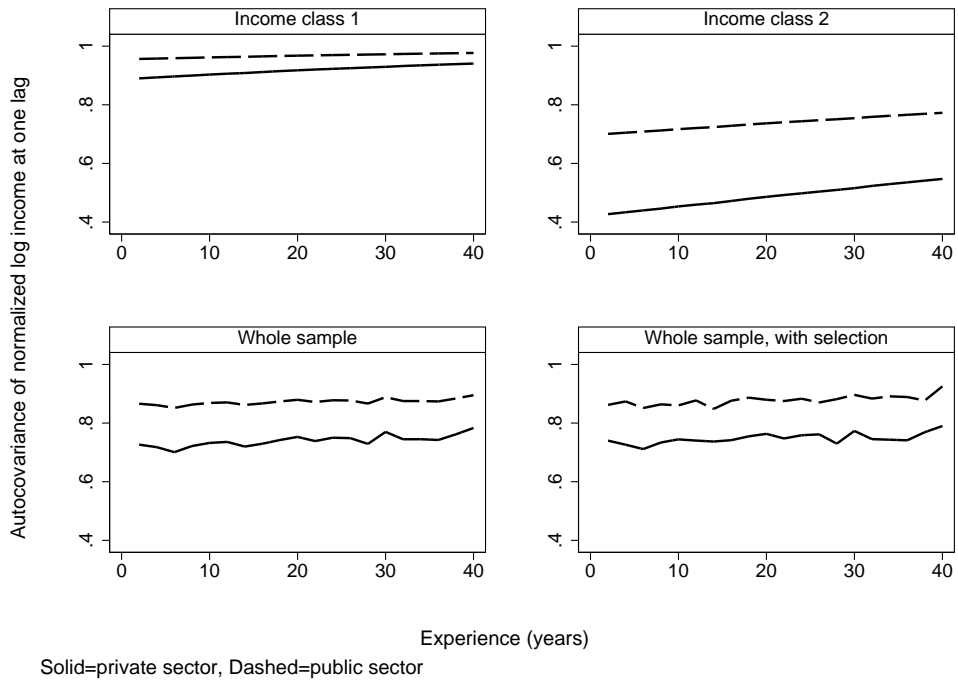 Autocovariance of normalized log income at one lag
Income class 1
1
.8
.6
.4
0 10 20 30 40
Income class 2
1
.8
.6
.4
0 10 20 30 40
Whole sample
1
.8
.6
.4
0 10 20 30 40
Whole sample, with selection
1
.8
.6
.4
0 10 20 30 40
Experience (years)
Solid=private sector, Dashed=public sector